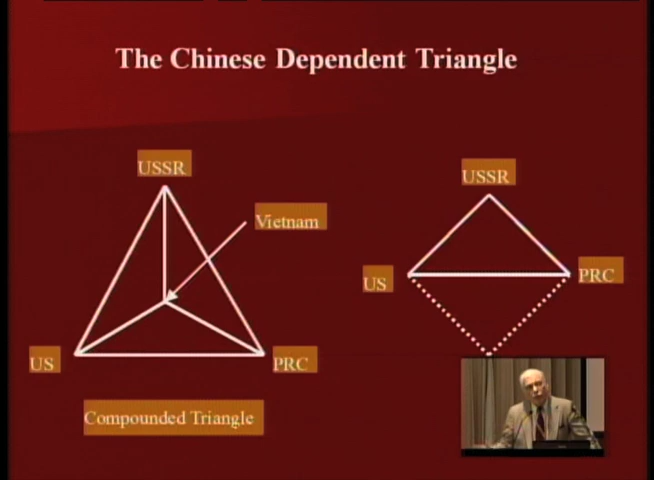 The Chinese Dependent Triangle
USSR
Vietnam
US
PRC
Compounded Triangle
USSR
US
PRC